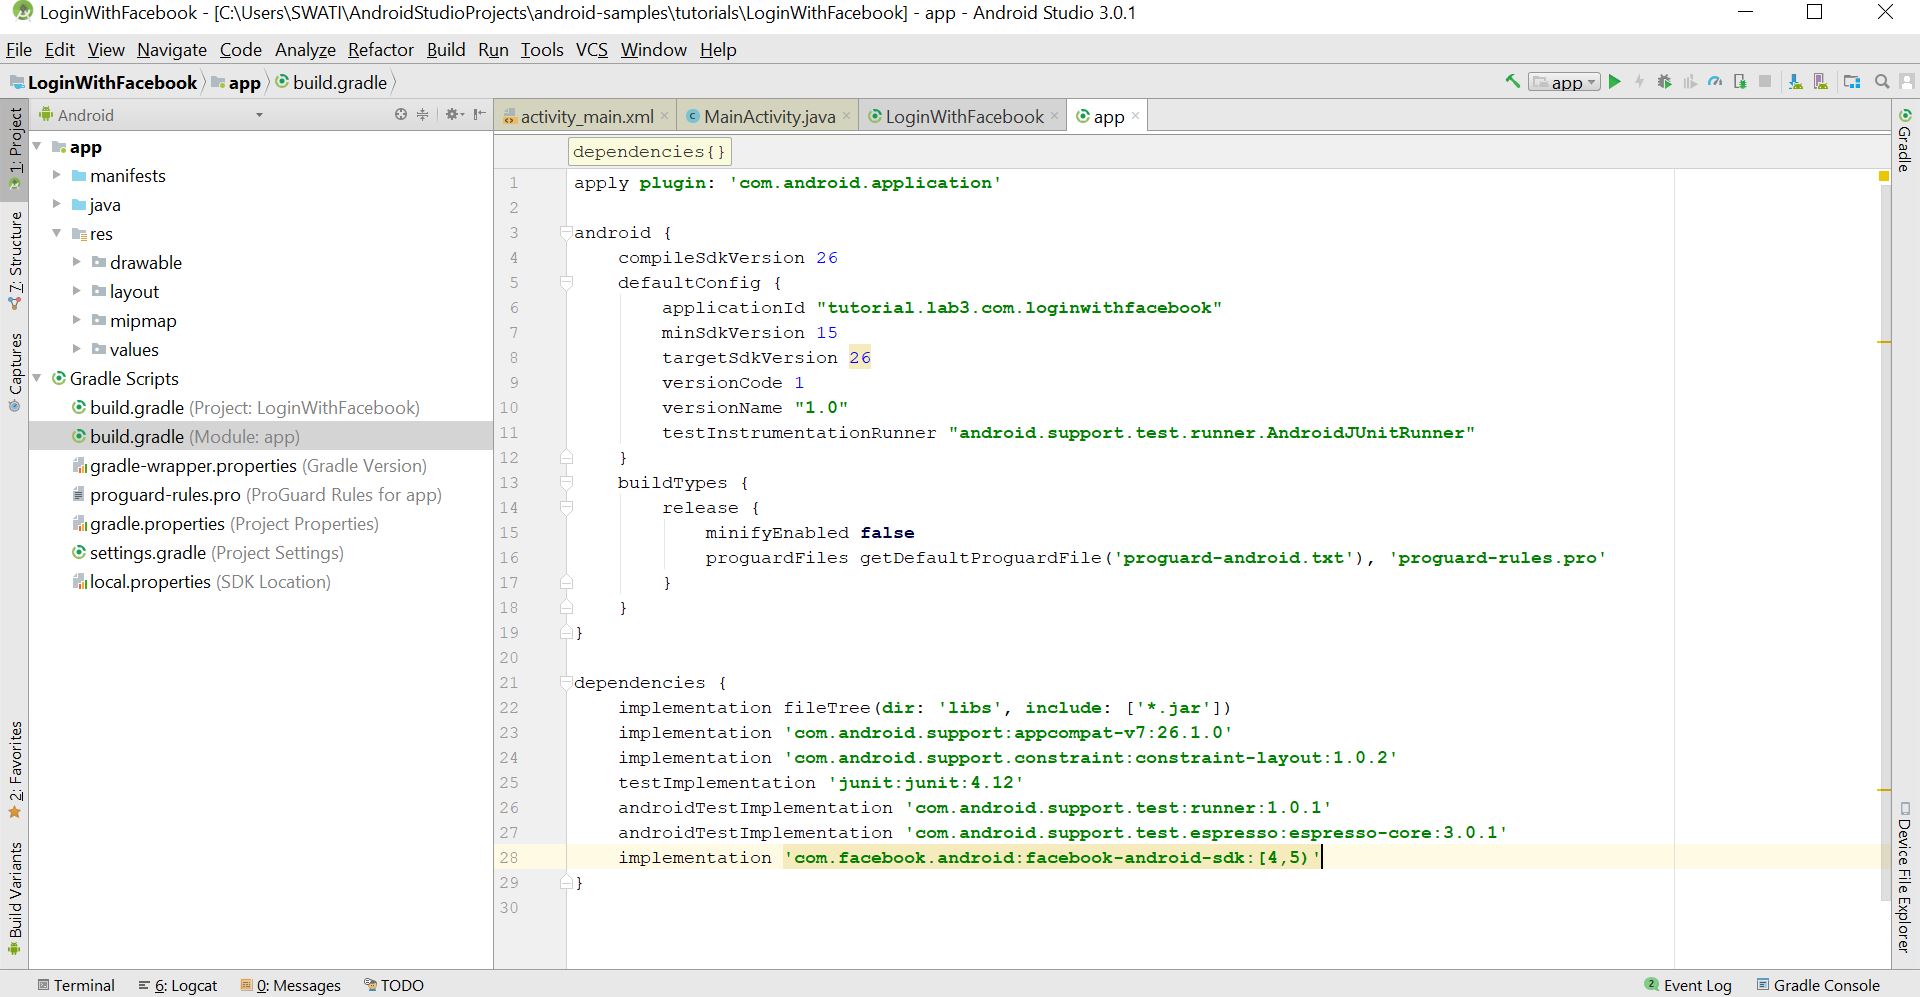 LoginWithFacebook - [C:\Users\SWATI\AndroidStudioProjects\android-samples\tutorials\LoginWithFacebook] - app - Android Studio 3.0.1
File Edit View Navigate Code Analyze Refactor Build Run Tools VCS Window Help
LoginWithFacebook app build.gradle app
1: Project
7: Structure
Captures
2: Favorites
Build Variants
Android
app
manifests
java
res
drawable
layout
mipmap
values
Gradle Scripts
build.gradle (Project: LoginWithFacebook)
build.gradle (Module: app)
gradle-wrapper.properties (Gradle Version)
proguard-rules.pro (ProGuard Rules for app)
gradle.properties (Project Properties)
settings.gradle (Project Settings)
local.properties (SDK Location)
activity_main.xml MainActivity.java LoginWithFacebook app
dependencies{}
1 apply plugin: 'com.android.application'
2
3 android {
4 compileSdkVersion 26
5 defaultConfig {
6 applicationId "tutorial.lab3.com.loginwithfacebook"
7 minSdkVersion 15
8 targetSdkVersion 26
9 versionCode 1
10 versionName "1.0"
11 testInstrumentationRunner "android.support.test.runner.AndroidJUnitRunner"
12 }
13 buildTypes {
14 release {
15 minifyEnabled false
16 proguardFiles getDefaultProguardFile('proguard-android.txt'), 'proguard-rules.pro'
17 }
18 }
19 }
20
21 dependencies {
22 implementation fileTree(dir: 'libs', include: ['*.jar'])
23 implementation 'com.android.support:appcompat-v7:26.1.0'
24 implementation 'com.android.support.constraint:constraint-layout:1.0.2'
25 testImplementation 'junit:junit:4.12'
26 androidTestImplementation 'com.android.support.test:runner:1.0.1'
27 androidTestImplementation 'com.android.support.test.espresso:espresso-core:3.0.1'
28 implementation 'com.facebook.android:facebook-android-sdk:[4,5)'
29 }
30
Gradle
Device File Explorer
Terminal 6: Logcat 0: Messages TODO 2 Event Log Gradle Console